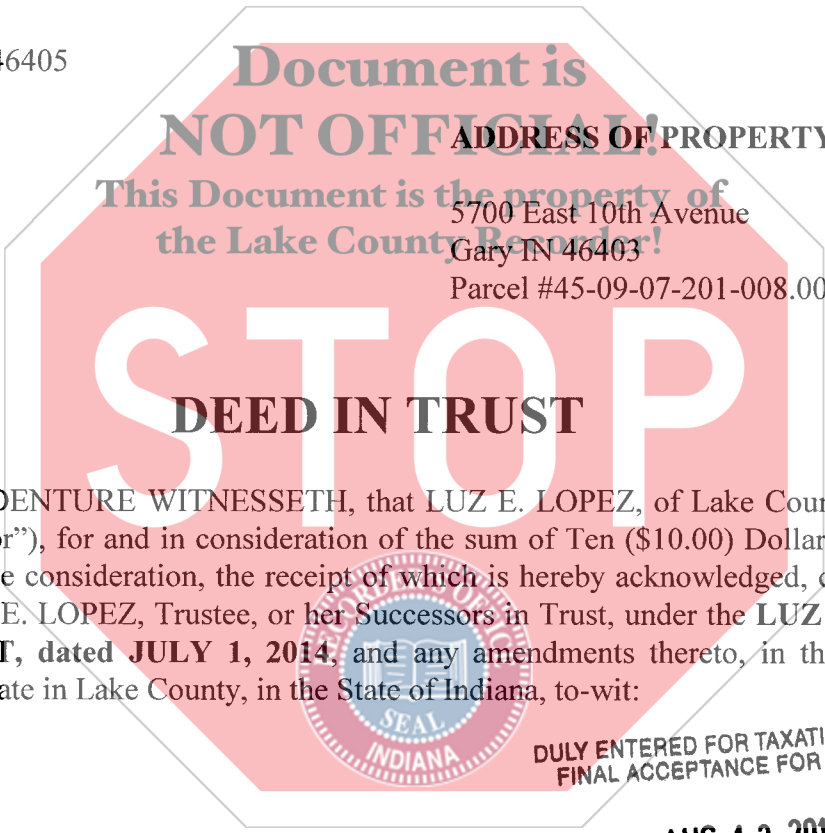 46405
Document is
NOT OFFICIAL!
ADDRESS OF PROPERTY
This Document is the property of
the Lake County Recorder!
5700 East 10th Avenue
Gary IN 46403
Parcel #45-09-07-201-008.00
STOP
DEED IN TRUST
DENTURE WITNESSETH, that LUZ E. LOPEZ, of Lake Coun
or”), for and in consideration of the sum of Ten ($10.00) Dollar
e consideration, the receipt of which is hereby acknowledged, c
E. LOPEZ, Trustee, or her Successors in Trust, under the LUZ
T, dated JULY 1, 2014, and any amendments thereto, in th
ate in Lake County, in the State of Indiana, to-wit:
RECORDER'S OFFICE
SEAL
INDIANA
DULY ENTERED FOR TAXATI
FINAL ACCEPTANCE FOR
AUG 201